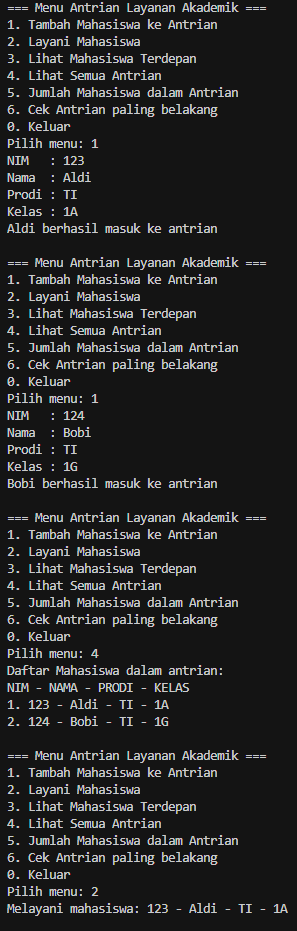 === Menu Antrian Layanan Akademik ===
1. Tambah Mahasiswa ke Antrian
2. Layani Mahasiswa
3. Lihat Mahasiswa Terdepan
4. Lihat Semua Antrian
5. Jumlah Mahasiswa dalam Antrian
6. Cek Antrian paling belakang
0. Keluar
Pilih menu: 1
NIM   : 123
Nama  : Aldi
Prodi : TI
Kelas : 1A
Aldi berhasil masuk ke antrian

=== Menu Antrian Layanan Akademik ===
1. Tambah Mahasiswa ke Antrian
2. Layani Mahasiswa
3. Lihat Mahasiswa Terdepan
4. Lihat Semua Antrian
5. Jumlah Mahasiswa dalam Antrian
6. Cek Antrian paling belakang
0. Keluar
Pilih menu: 1
NIM   : 124
Nama  : Bobi
Prodi : TI
Kelas : 1G
Bobi berhasil masuk ke antrian

=== Menu Antrian Layanan Akademik ===
1. Tambah Mahasiswa ke Antrian
2. Layani Mahasiswa
3. Lihat Mahasiswa Terdepan
4. Lihat Semua Antrian
5. Jumlah Mahasiswa dalam Antrian
6. Cek Antrian paling belakang
0. Keluar
Pilih menu: 4
Daftar Mahasiswa dalam antrian:
NIM - NAMA - PRODI - KELAS
1. 123 - Aldi - TI - 1A
2. 124 - Bobi - TI - 1G

=== Menu Antrian Layanan Akademik ===
1. Tambah Mahasiswa ke Antrian
2. Layani Mahasiswa
3. Lihat Mahasiswa Terdepan
4. Lihat Semua Antrian
5. Jumlah Mahasiswa dalam Antrian
6. Cek Antrian paling belakang
0. Keluar
Pilih menu: 2
Melayani mahasiswa: 123 - Aldi - TI - 1A